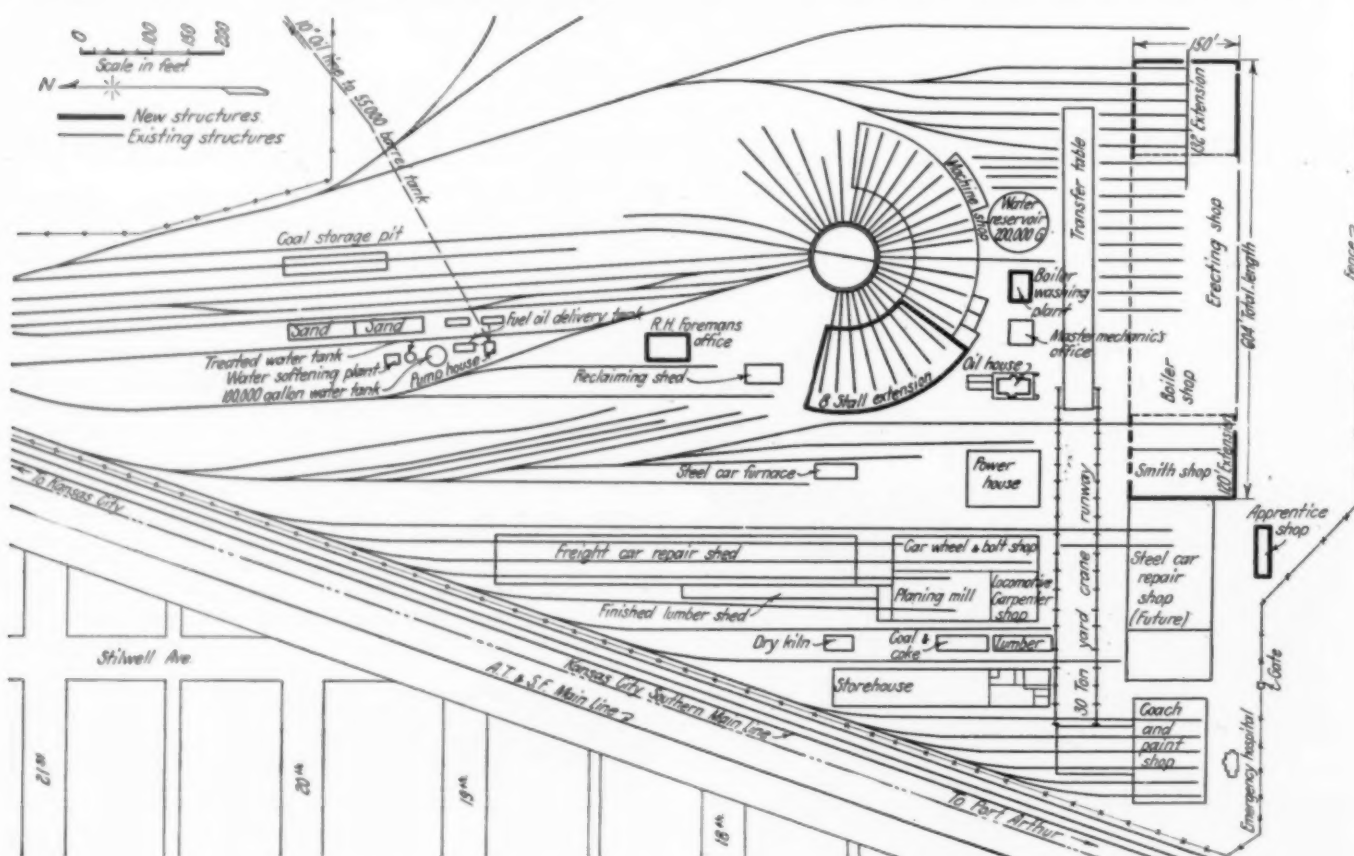 0 50 100 150 200
Scale in feet
N
New structures.
Existing structures
10" Oil line to 55,000 barrel tank
150'
132' Extension
Coal storage pit
Machine shop
Water
reservoir
200,000 G
Transfer table
Erecting shop
604' Total length
Fence
Boiler
washing
plant
Sand Sand
Fuel oil delivery tank
R.H. Foremans
office
Master mechanic's
office
Treated water tank
Water softening plant
100,000 gallon water tank
Pump house
Reclaiming shed
8 Stall extension
Oil house
Boiler
shop
Steel car furnace
Power
house
Smith shop
120' Extension
To Kansas City
Apprentice
shop
Freight car repair shed
Car wheel & bolt shop
Steel car
repair
shop
(Future)
Planing mill
Locomotive
Carpenter
shop
Finished lumber shed
30 Ton yard crane runway
Dry kiln
Coal &
coke
Lumber
Stilwell Ave.
Gate
Kansas City Southern Main line
A.T. & S.F. Main line
Storehouse
Coach
and
paint
shop
Emergency hospital
To Port Arthur
21st
20th
19th
18th